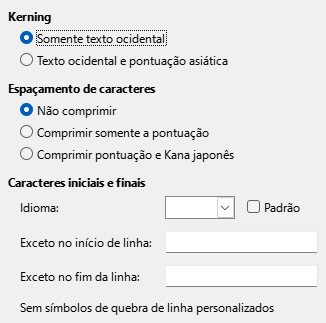 Kerning
Somente texto ocidental
Texto ocidental e pontuação asiática
Espaçamento de caracteres
Não comprimir
Comprimir somente a pontuação
Comprimir pontuação e Kana japonês
Caracteres iniciais e finais
Idioma: Padrão
Exceto no início de linha:
Exceto no fim da linha:
Sem símbolos de quebra de linha personalizados